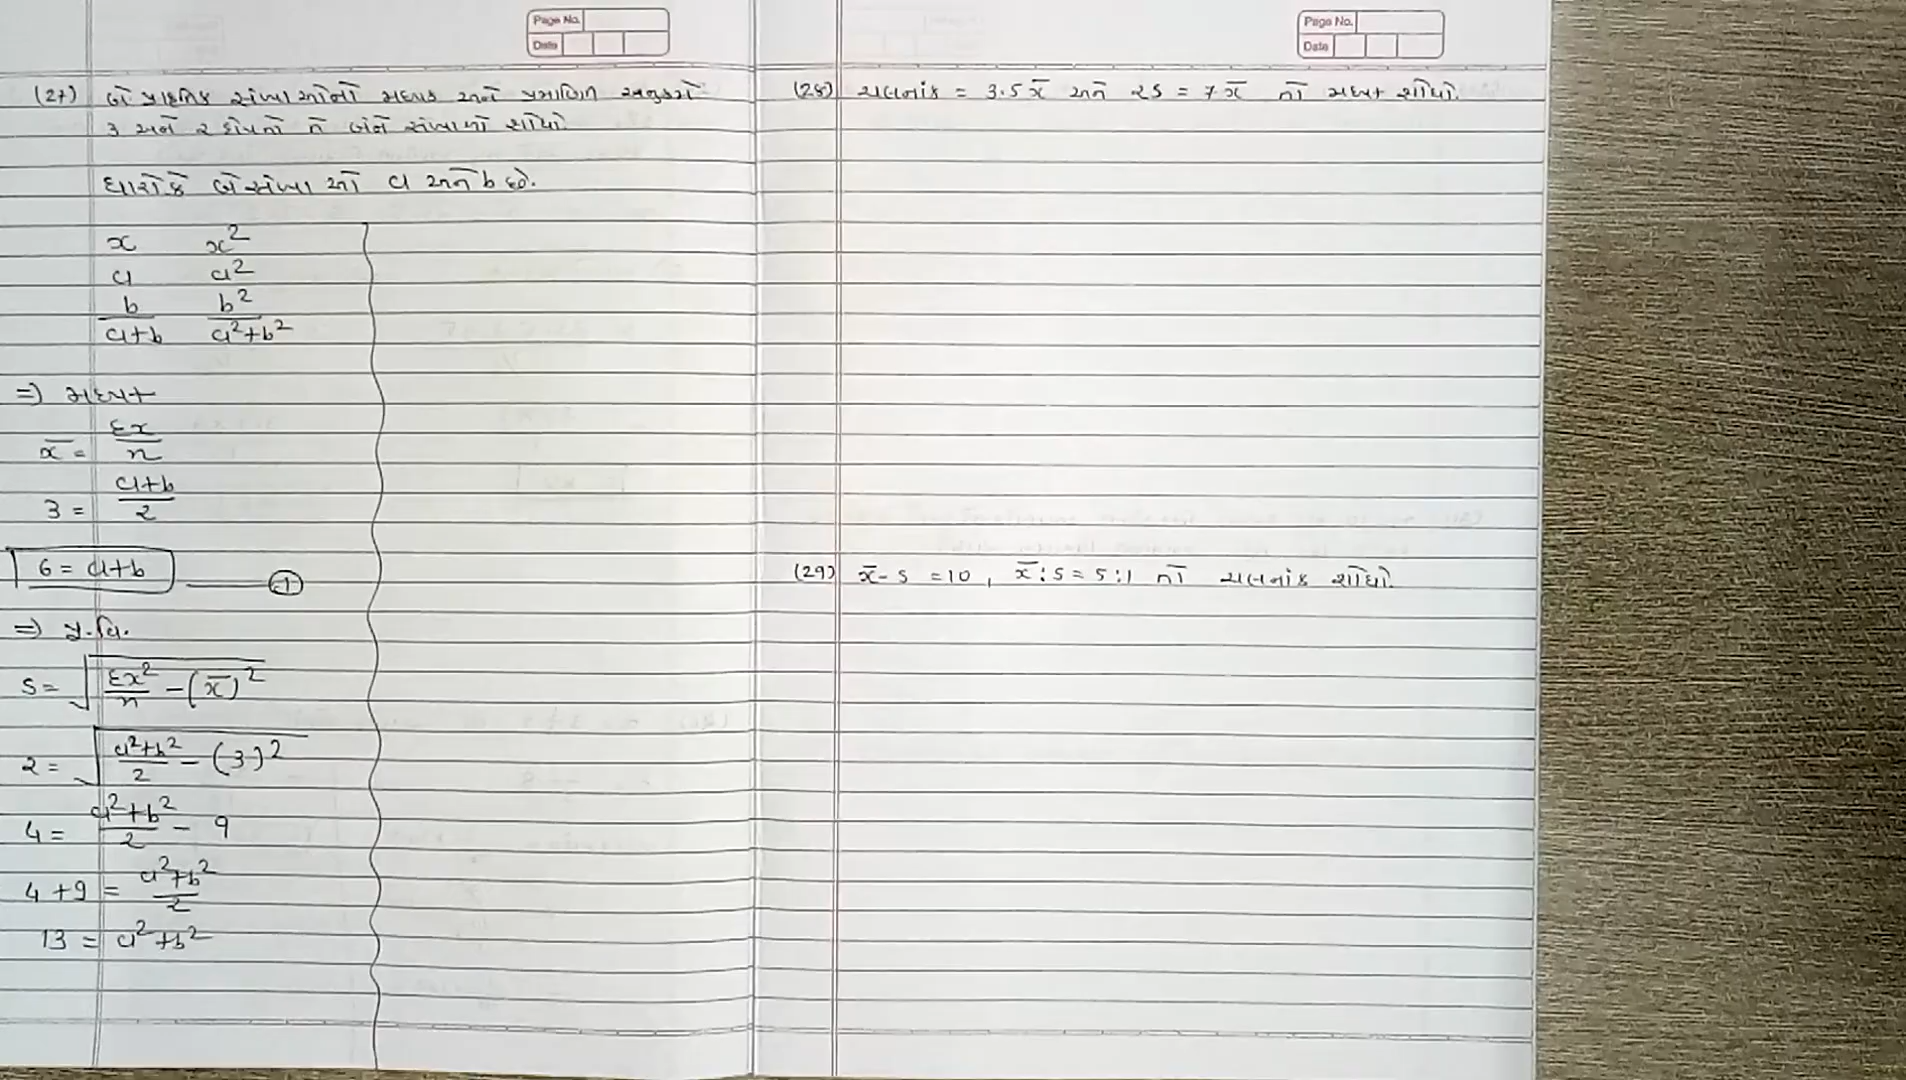 Page No.
Date
(27) બે પ્રાકૃતિક સંખ્યાઓનો મધ્યક અને પ્રમાણિત અનુક્રમે
3 અને 2 હોય તો તે બંને સંખ્યાઓ શોધો.
ધારો કે બે સંખ્યાઓ a અને b છે.
x x²
a a²
b b²
a+b a²+b²
=) મધ્યક
x̄ = Σx/n
3 = a+b/2
6 = a+b ——— ①
=) પ્ર.વિ.
S = √Σx²/n - (x̄)²
2 = √a²+b²/2 - (3)²
4 = a²+b²/2 - 9
4 + 9 = a²+b²/2
13 = a²+b²
Page No.
Date
(28) ચલનાંક = 3.5x̄ અને 2S = 7x̄ તો મધ્યક શોધો.
(29) x̄ - S = 10, x̄ : S = 5 : 1 તો ચલનાંક શોધો.